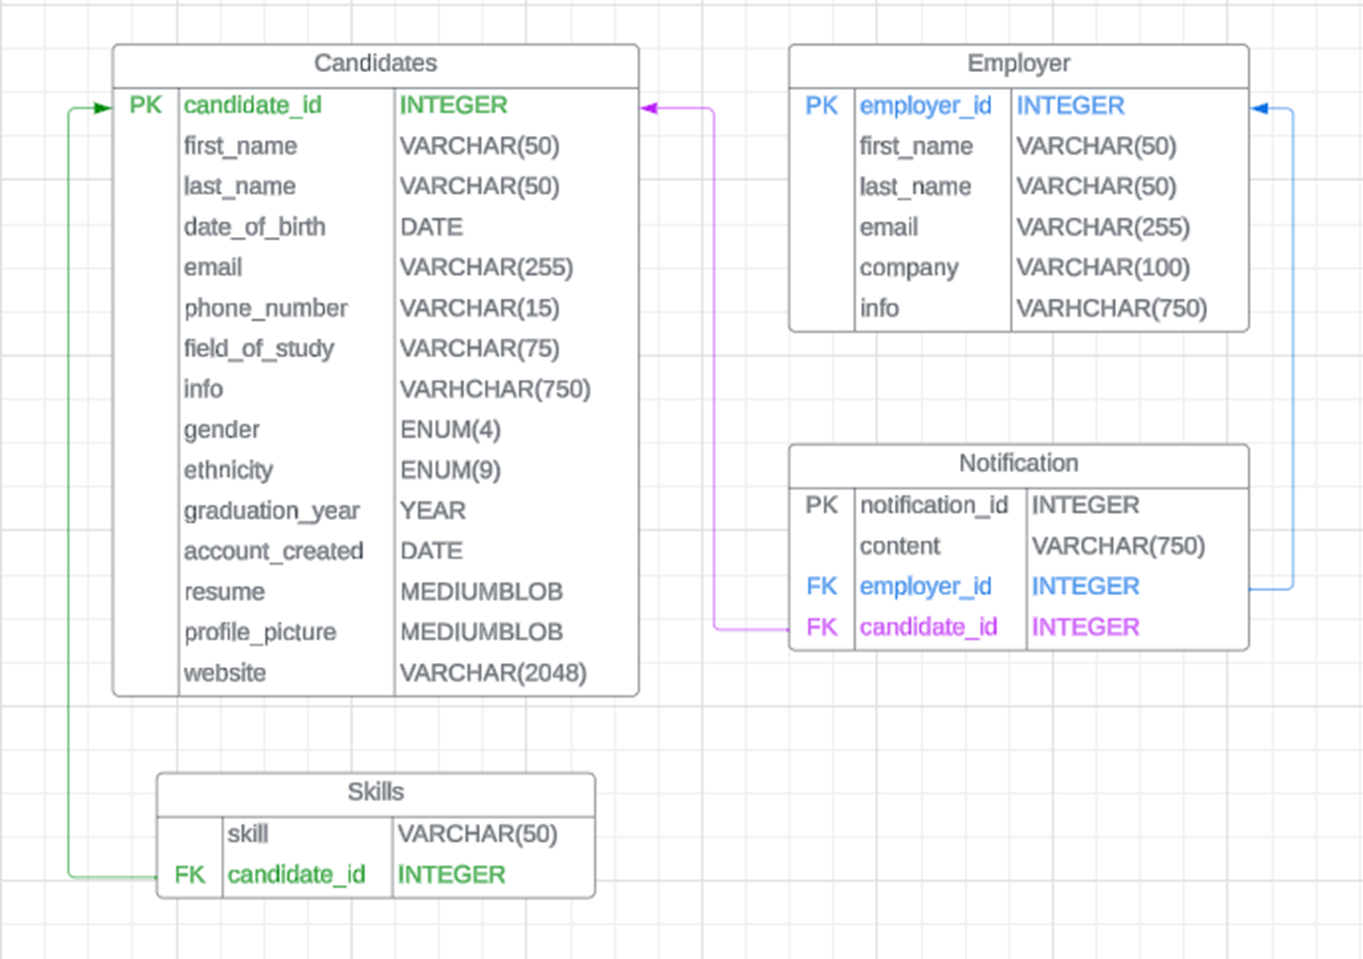 Candidates
PK candidate_id INTEGER
first_name VARCHAR(50)
last_name VARCHAR(50)
date_of_birth DATE
email VARCHAR(255)
phone_number VARCHAR(15)
field_of_study VARCHAR(75)
info VARHCHAR(750)
gender ENUM(4)
ethnicity ENUM(9)
graduation_year YEAR
account_created DATE
resume MEDIUMBLOB
profile_picture MEDIUMBLOB
website VARCHAR(2048)
Employer
PK employer_id INTEGER
first_name VARCHAR(50)
last_name VARCHAR(50)
email VARCHAR(255)
company VARCHAR(100)
info VARHCHAR(750)
Notification
PK notification_id INTEGER
content VARCHAR(750)
FK employer_id INTEGER
FK candidate_id INTEGER
Skills
skill VARCHAR(50)
FK candidate_id INTEGER